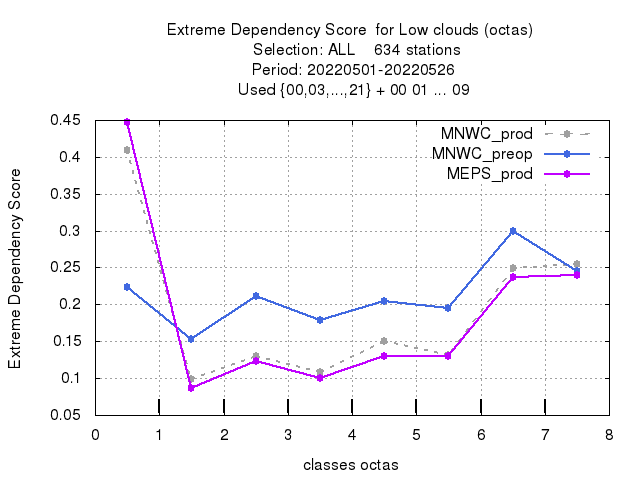 Extreme Dependency Score  for Low clouds (octas)
Selection: ALL    634 stations
Period: 20220501-20220526
Used {00,03,...,21} + 00 01 ... 09
MNWC_prod
MNWC_preop
MEPS_prod
Extreme Dependency Score
0.45
0.4
0.35
0.3
0.25
0.2
0.15
0.1
0.05
0 1 2 3 4 5 6 7 8
classes octas